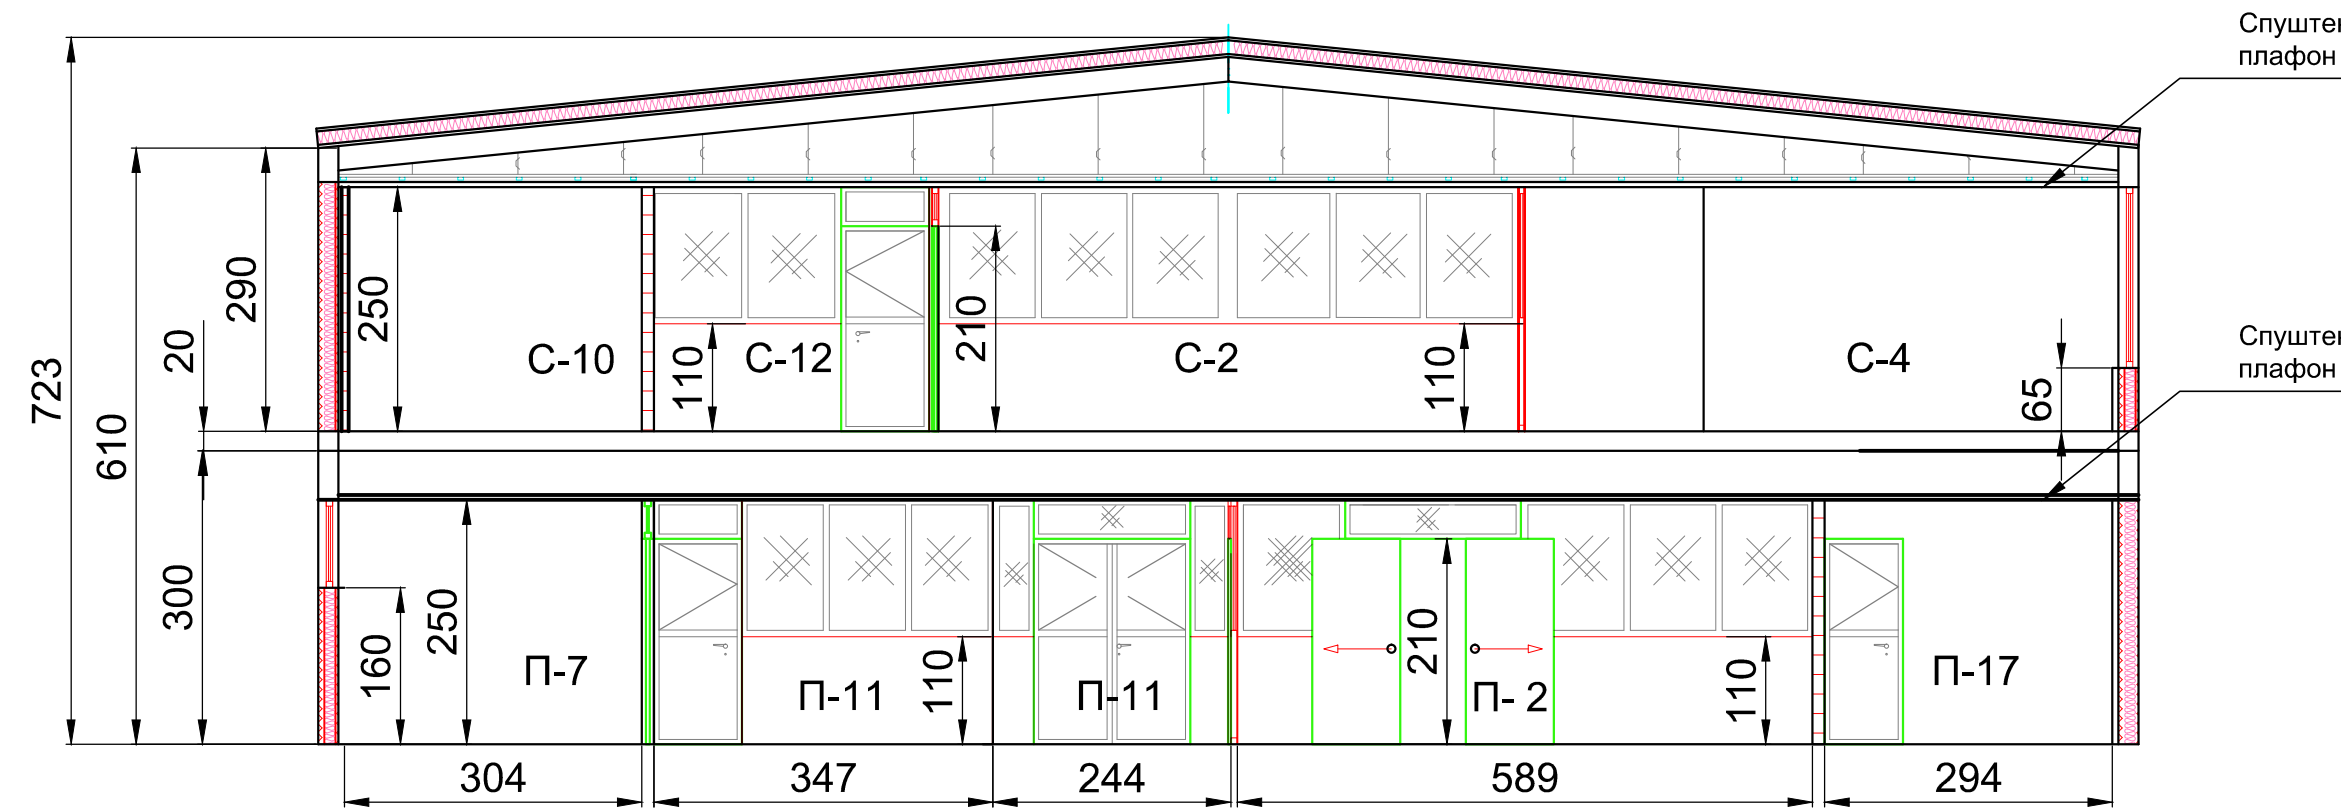 Спуштен
плафон
723
610
290
20
300
250
С-10
110
С-12
210
С-2
110
С-4
65
Спуштен
плафон
160
250
П-7
П-11
110
П-11
210
П- 2
110
П-17
304
347
244
589
294